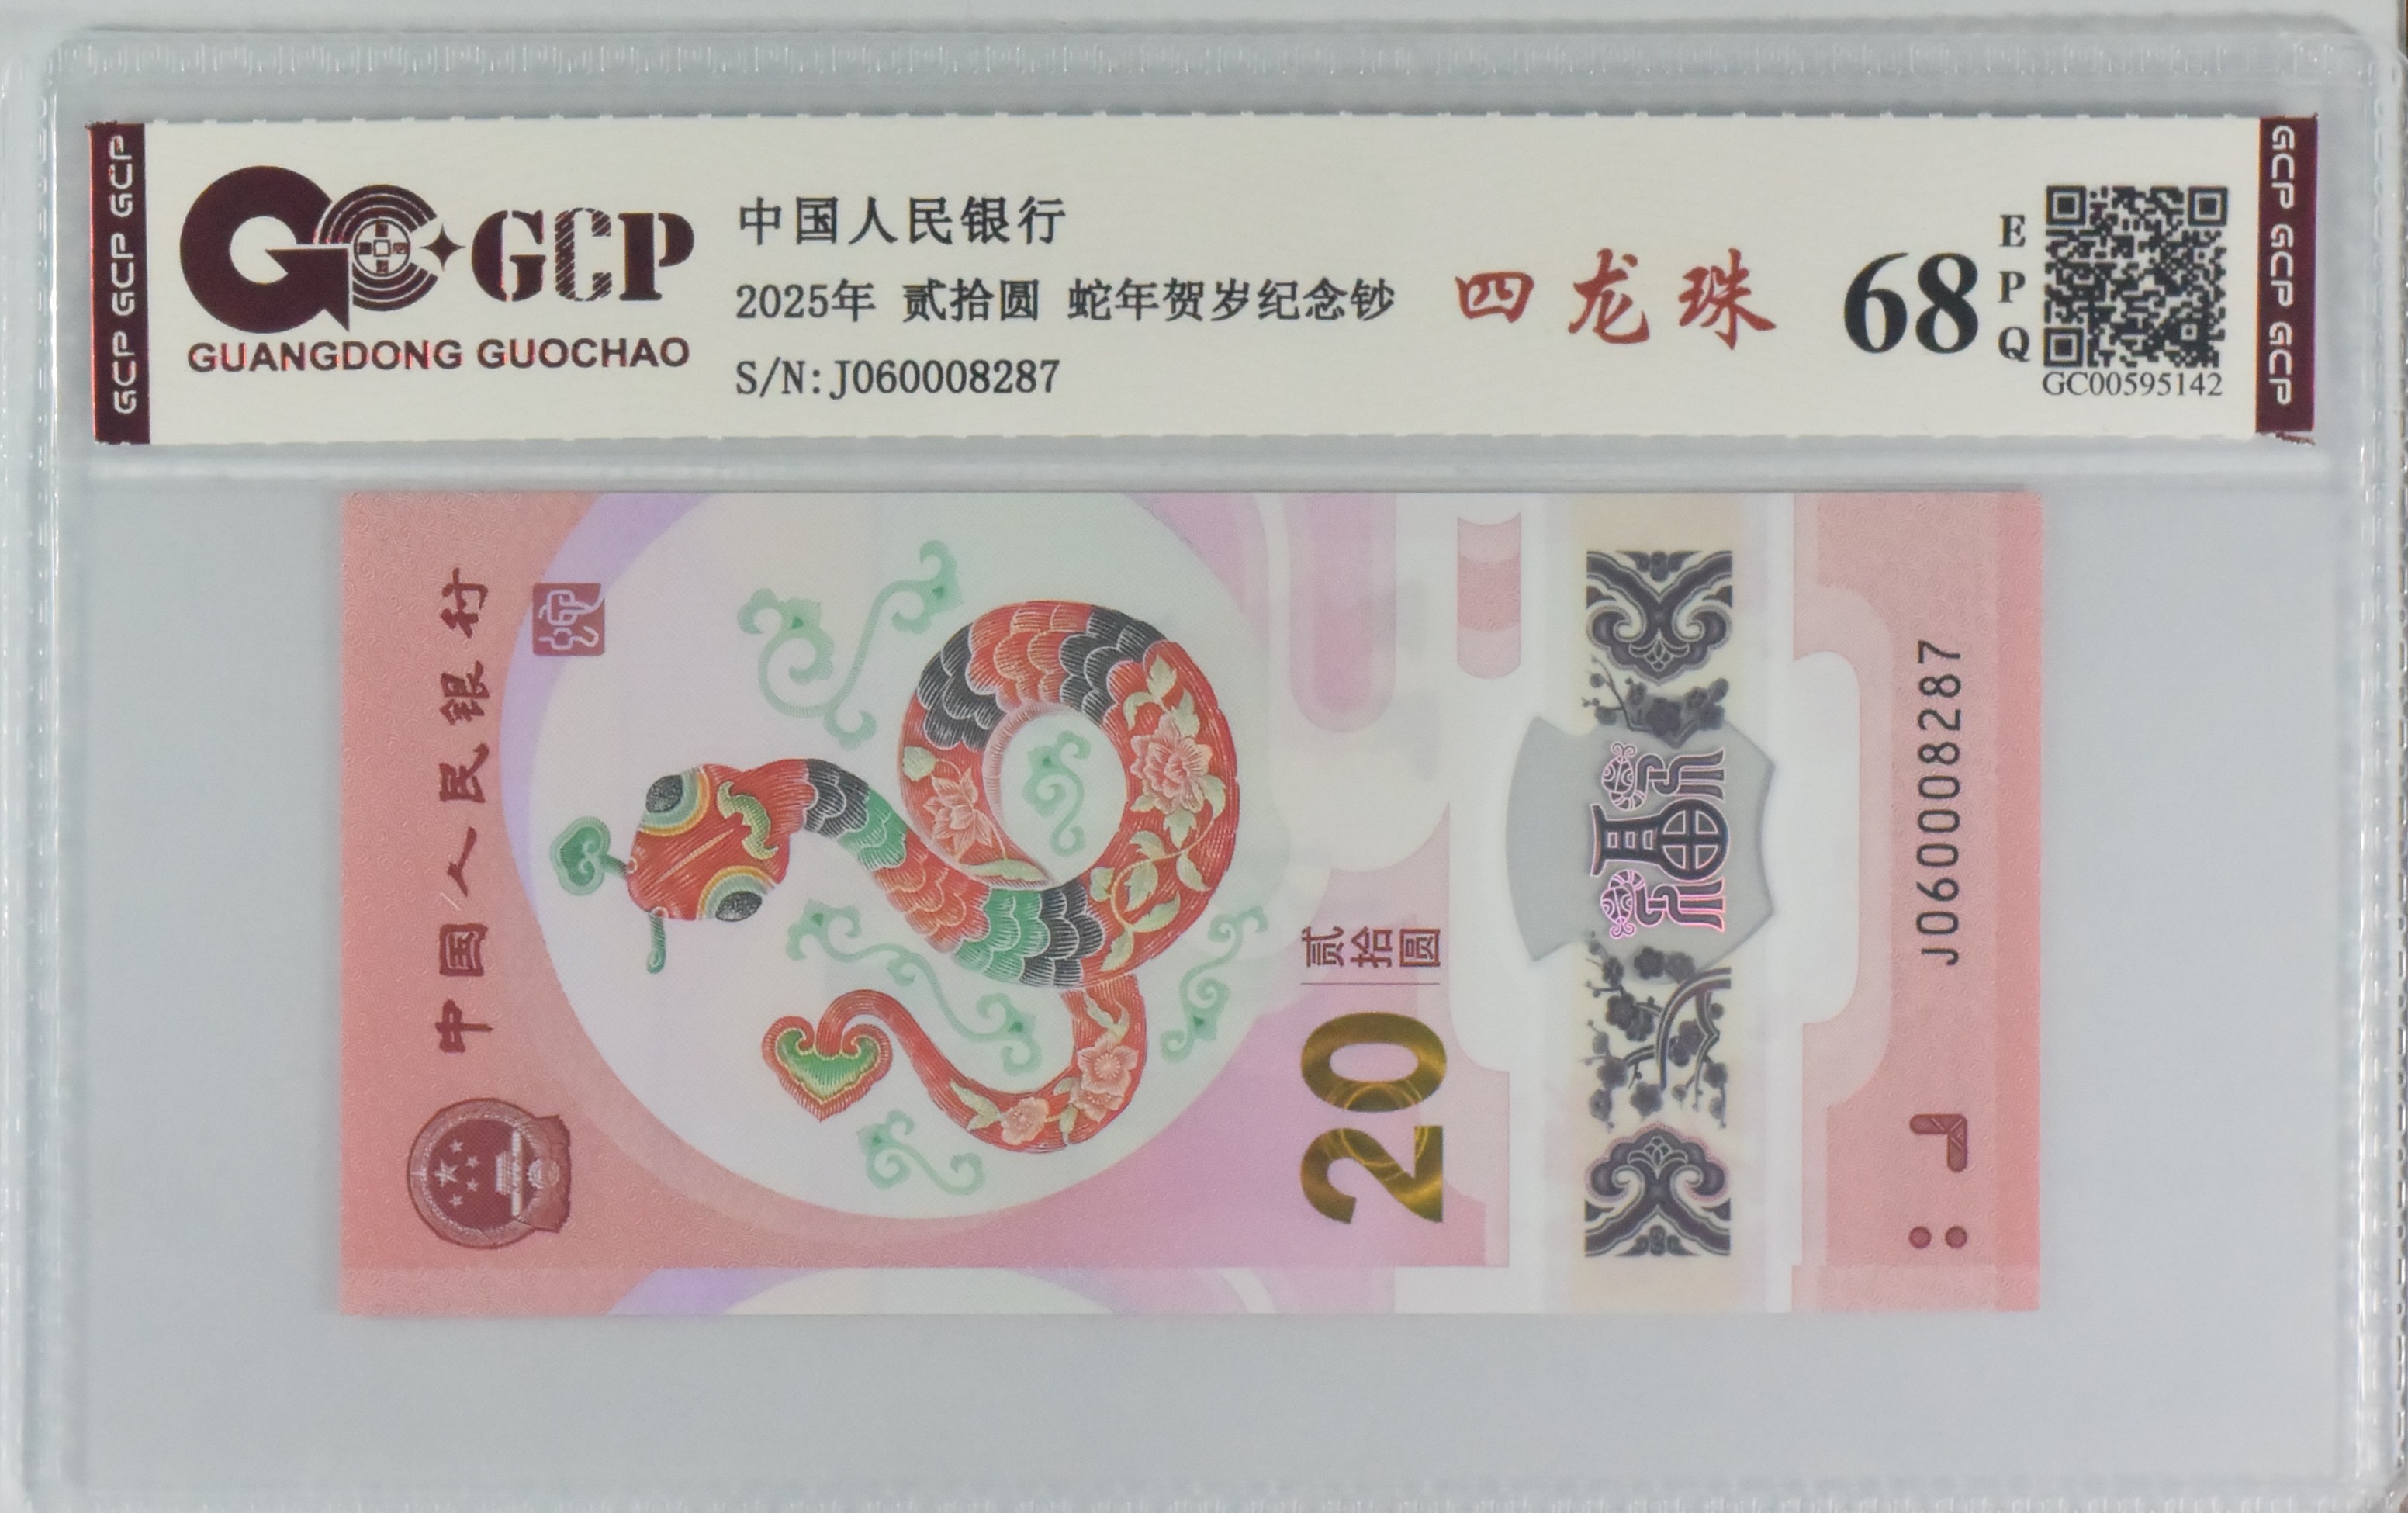 GCP GCP GCP
GCP
GUANGDONG GUOCHAO
中国人民银行
2025年 贰拾圆 蛇年贺岁纪念钞
S/N:J060008287
四龙珠
68
EPQ
GC00595142
GCP GCP GCP
中国人民银行
20
贰拾圆
J060008287